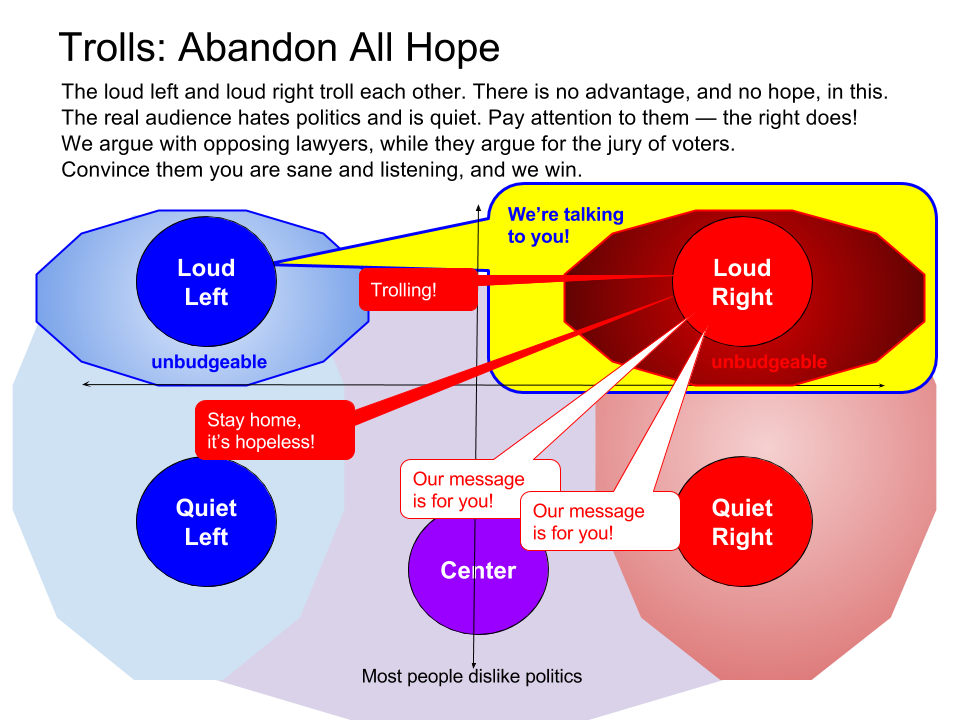 Trolls: Abandon All Hope
The loud left and loud right troll each other. There is no advantage, and no hope, in this.
The real audience hates politics and is quiet. Pay attention to them — the right does!
We argue with opposing lawyers, while they argue for the jury of voters.
Convince them you are sane and listening, and we win.
We’re talking
to you!
Loud
Left
Trolling!
Loud
Right
unbudgeable
unbudgeable
Stay home,
it’s hopeless!
Our message
is for you!
Our message
is for you!
Quiet
Left
Center
Quiet
Right
Most people dislike politics